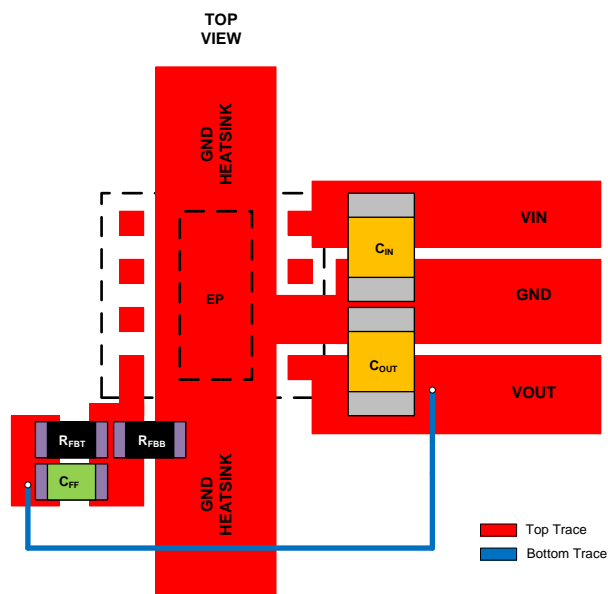 TOP
VIEW
GND
HEATSINK
VIN
C_IN
GND
EP
C_OUT
VOUT
R_FBT
R_FBB
C_FF
GND
HEATSINK
Top Trace
Bottom Trace